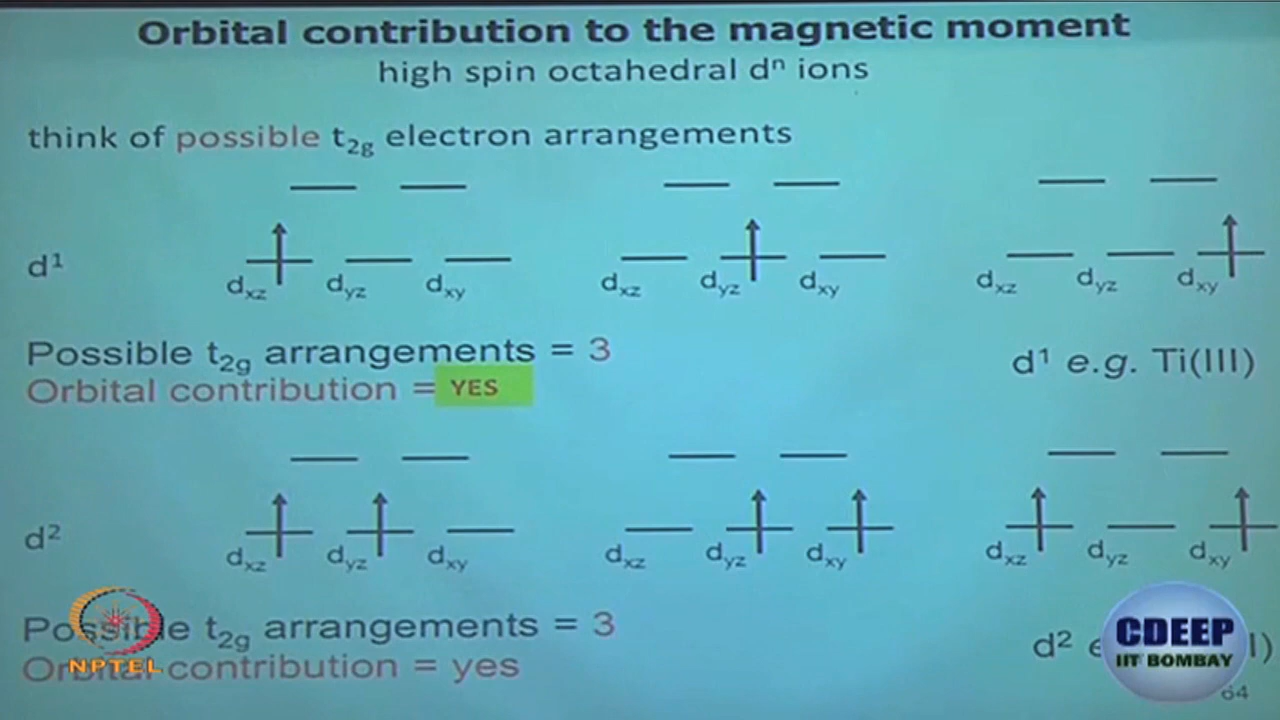 Orbital contribution to the magnetic moment
high spin octahedral dⁿ ions
think of possible t₂g electron arrangements
d¹
dxz dyz dxy dxz dyz dxy dxz dyz dxy
Possible t₂g arrangements = 3
d¹ e.g. Ti(III)
Orbital contribution = YES
d²
dxz dyz dxy dxz dyz dxy dxz dyz dxy
Possible t₂g arrangements = 3
d²
Orbital contribution = yes
NPTEL
CDEEP
IIT BOMBAY
64